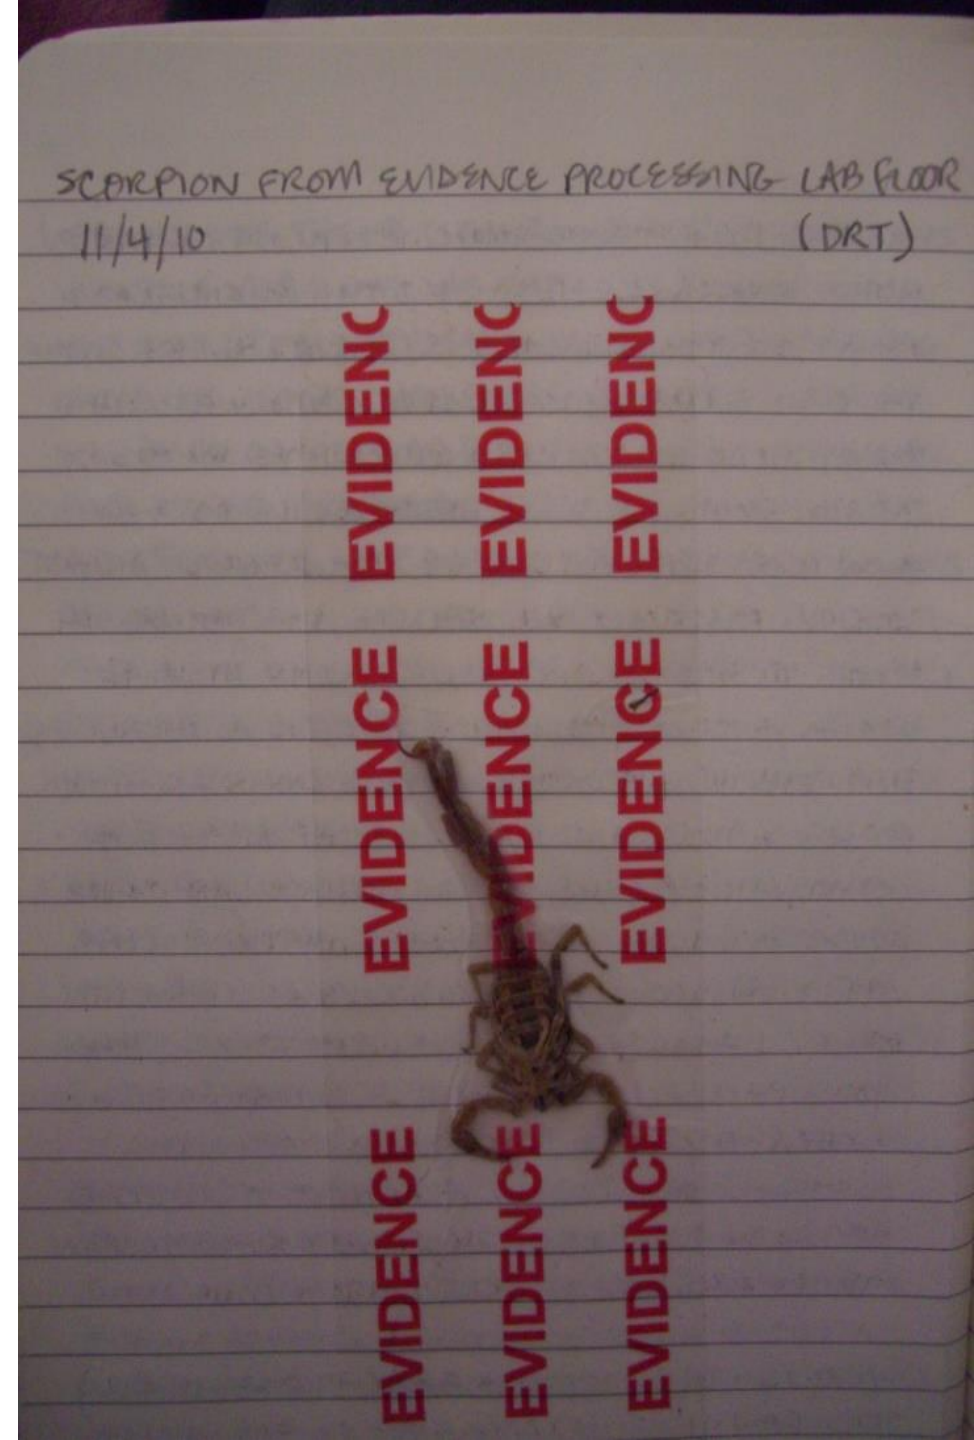 SCORPION FROM EVIDENCE PROCESSING LAB FLOOR
11/4/10 (DRT)
EVIDENC EVIDENC EVIDENC
EVIDENCE EVIDENCE EVIDENCE
EVIDENCE EVIDENCE EVIDENCE